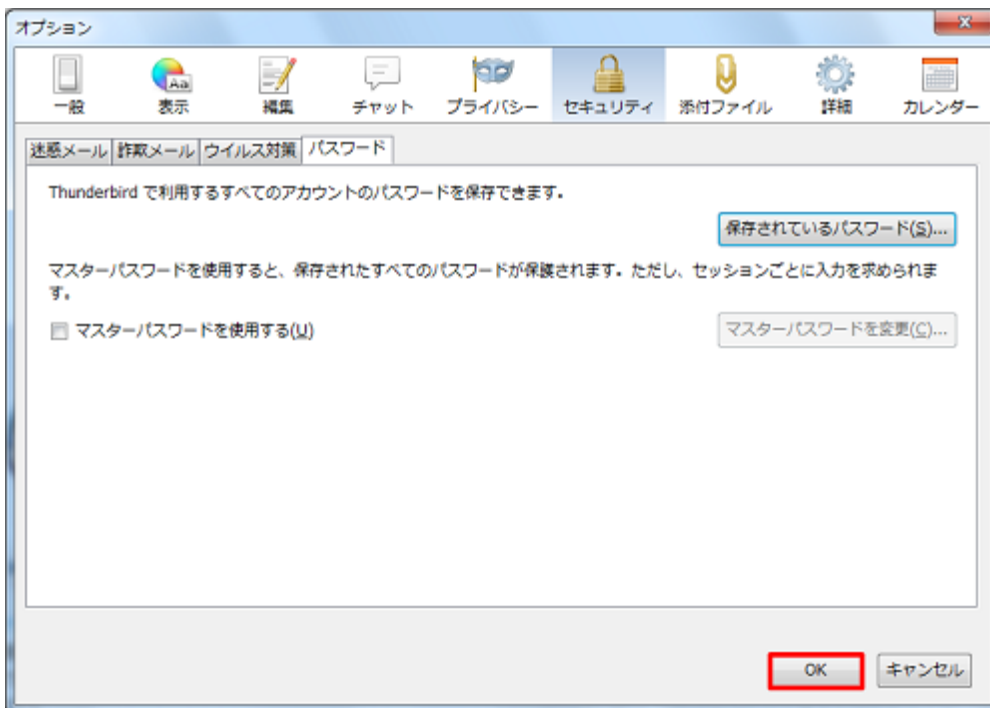 オプション
一般 表示 編集 チャット プライバシー セキュリティ 添付ファイル 詳細 カレンダー
迷惑メール 詐欺メール ウイルス対策 パスワード
Thunderbird で利用するすべてのアカウントのパスワードを保存できます。
保存されているパスワード(S)...
マスターパスワードを使用すると、保存されたすべてのパスワードが保護されます。ただし、セッションごとに入力を求められま
す。
マスターパスワードを使用する(U) マスターパスワードを変更(C)...
OK キャンセル